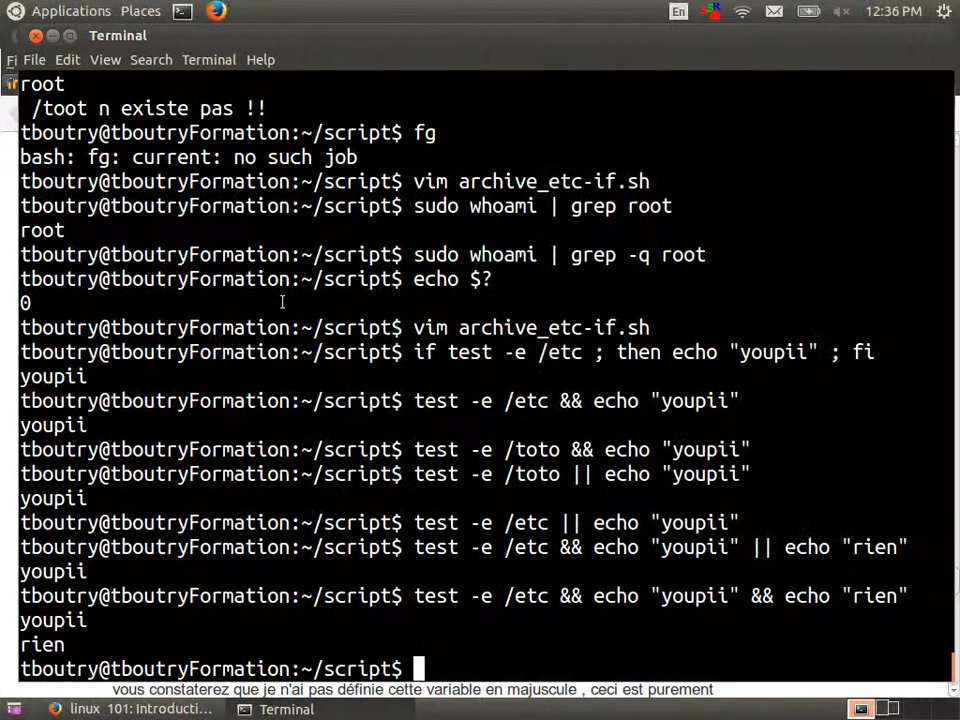 Applications Places En 12:36 PM
Terminal
Fi File Edit View Search Terminal Help
root
 /toot n existe pas !!
tboutry@tboutryFormation:~/script$ fg
bash: fg: current: no such job
tboutry@tboutryFormation:~/script$ vim archive_etc-if.sh
tboutry@tboutryFormation:~/script$ sudo whoami | grep root
root
tboutry@tboutryFormation:~/script$ sudo whoami | grep -q root
tboutry@tboutryFormation:~/script$ echo $?
0
tboutry@tboutryFormation:~/script$ vim archive_etc-if.sh
tboutry@tboutryFormation:~/script$ if test -e /etc ; then echo "youpii" ; fi
youpii
tboutry@tboutryFormation:~/script$ test -e /etc && echo "youpii"
youpii
tboutry@tboutryFormation:~/script$ test -e /toto && echo "youpii"
tboutry@tboutryFormation:~/script$ test -e /toto || echo "youpii"
youpii
tboutry@tboutryFormation:~/script$ test -e /etc || echo "youpii"
tboutry@tboutryFormation:~/script$ test -e /etc && echo "youpii" || echo "rien"
youpii
tboutry@tboutryFormation:~/script$ test -e /etc && echo "youpii" && echo "rien"
youpii
rien
tboutry@tboutryFormation:~/script$
vous constaterez que je n'ai pas définie cette variable en majuscule , ceci est purement
linux_101: Introducti... Terminal